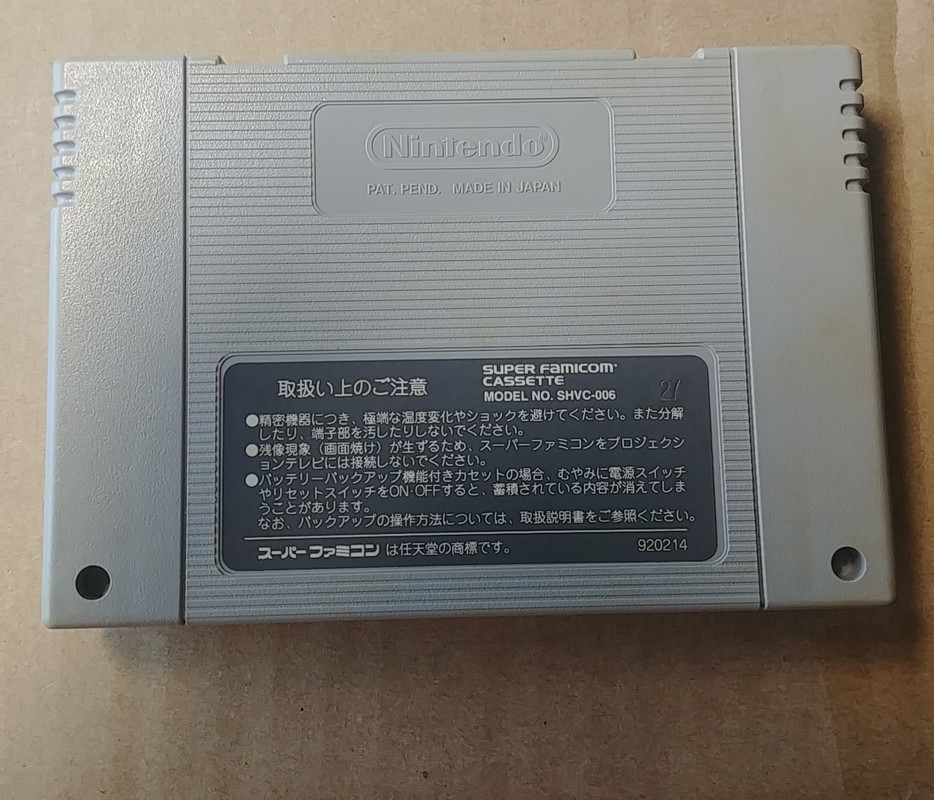 Nintendo®
PAT. PEND. MADE IN JAPAN
取扱い上のご注意
SUPER FAMICOM®
CASSETTE
MODEL NO. SHVC-006
21
●精密機器につき、極端な温度変化やショックを避けてください。また分解
したり、端子部を汚したりしないでください。
●残像現象（画面焼け）が生ずるため、スーパーファミコンをプロジェクシ
ョンテレビには接続しないでください。
●バッテリーバックアップ機能付きカセットの場合、むやみに電源スイッチ
やリセットスイッチをON·OFFすると、蓄積されている内容が消えてしま
うことがあります。
なお、バックアップの操作方法については、取扱説明書をご参照ください。
スーパーファミコン は任天堂の商標です。
920214